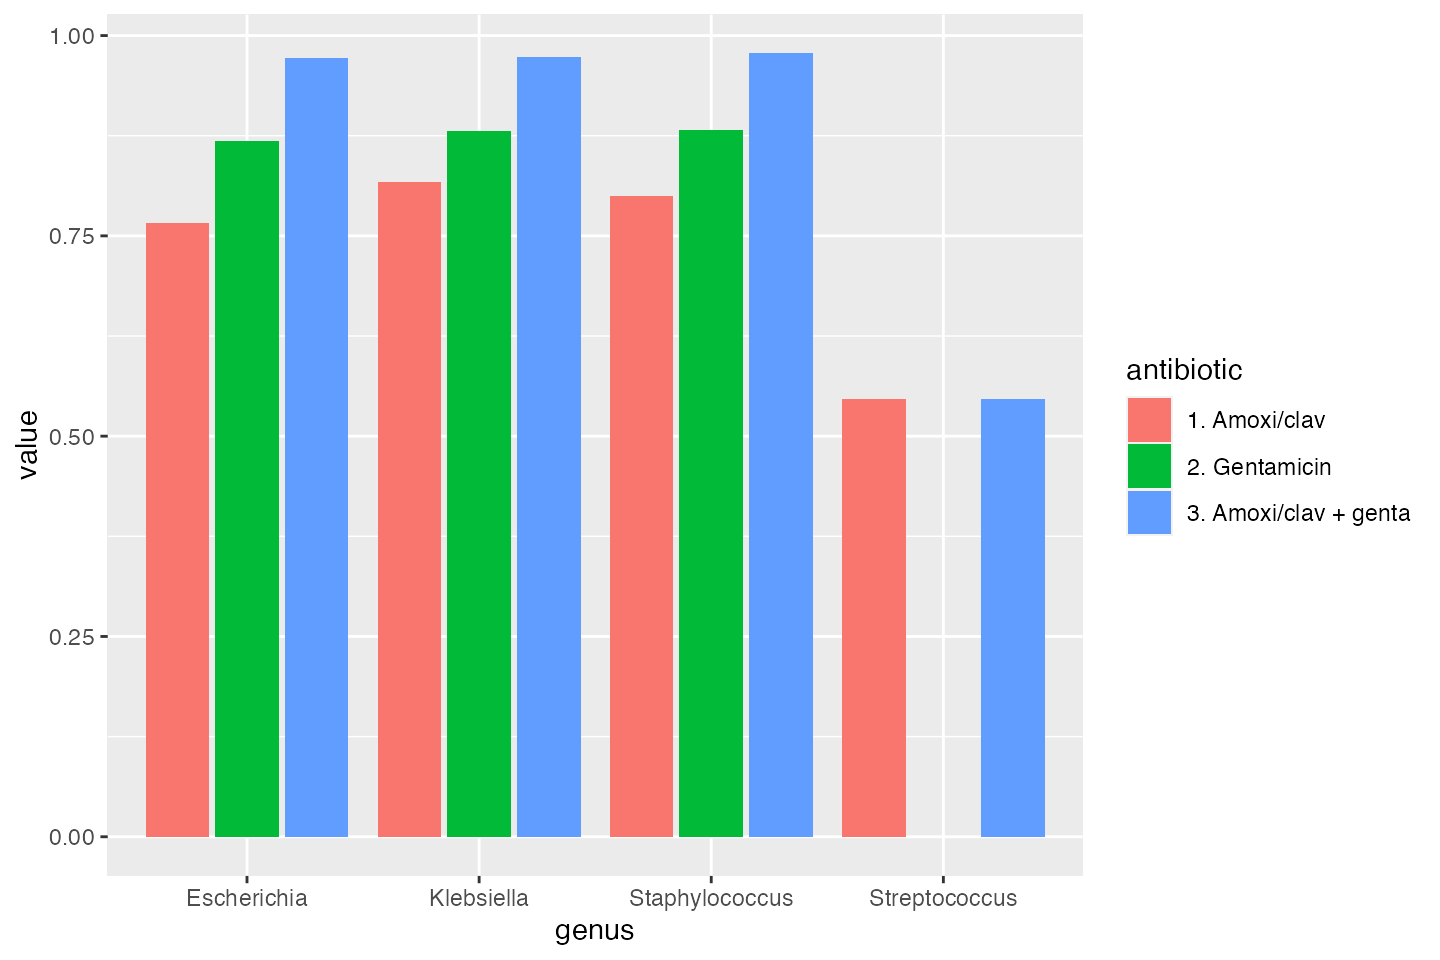 1.00
0.75
0.50
0.25
0.00
value
Escherichia
Klebsiella
Staphylococcus
Streptococcus
genus
antibiotic
1. Amoxi/clav
2. Gentamicin
3. Amoxi/clav + genta